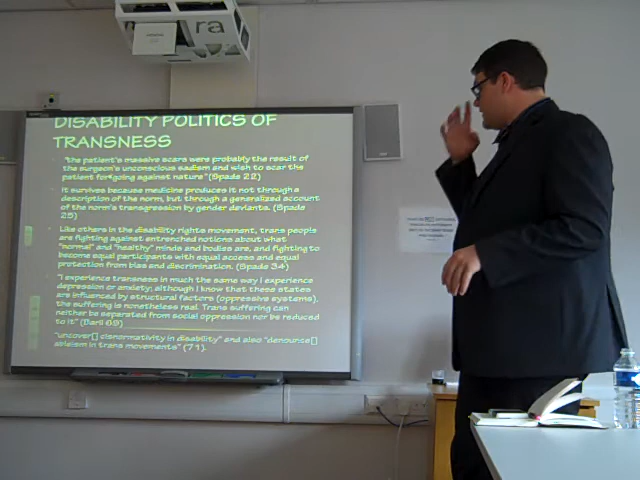 ra
DISABILITY POLITICS OF
TRANSNESS
"the patient's massive scars were probably the result of
the surgeon's unconscious sadism and wish to scar the
patient for 'going against nature'" (Spade 22)
It survives because medicine produces it not through a
description of the norm, but through a generalized account
of the norm's transgression by gender deviants. (Spade
25)
Like others in the disability rights movement, trans people
are fighting against entrenched notions about what
"normal" and "healthy" minds and bodies are, and fighting to
become equal participants with equal access and equal
protection from bias and discrimination. (Spade 34)
"I experience transness in much the same way I experience
depression or anxiety; although I know that these states
are influenced by structural factors (oppressive systems),
the suffering is nonetheless real. Trans suffering can
neither be separated from social oppression nor be reduced
to it" (Baril 69)
"uncover[] cisnormativity in disability" and also "denounce[]
ableism in trans movements" (71).